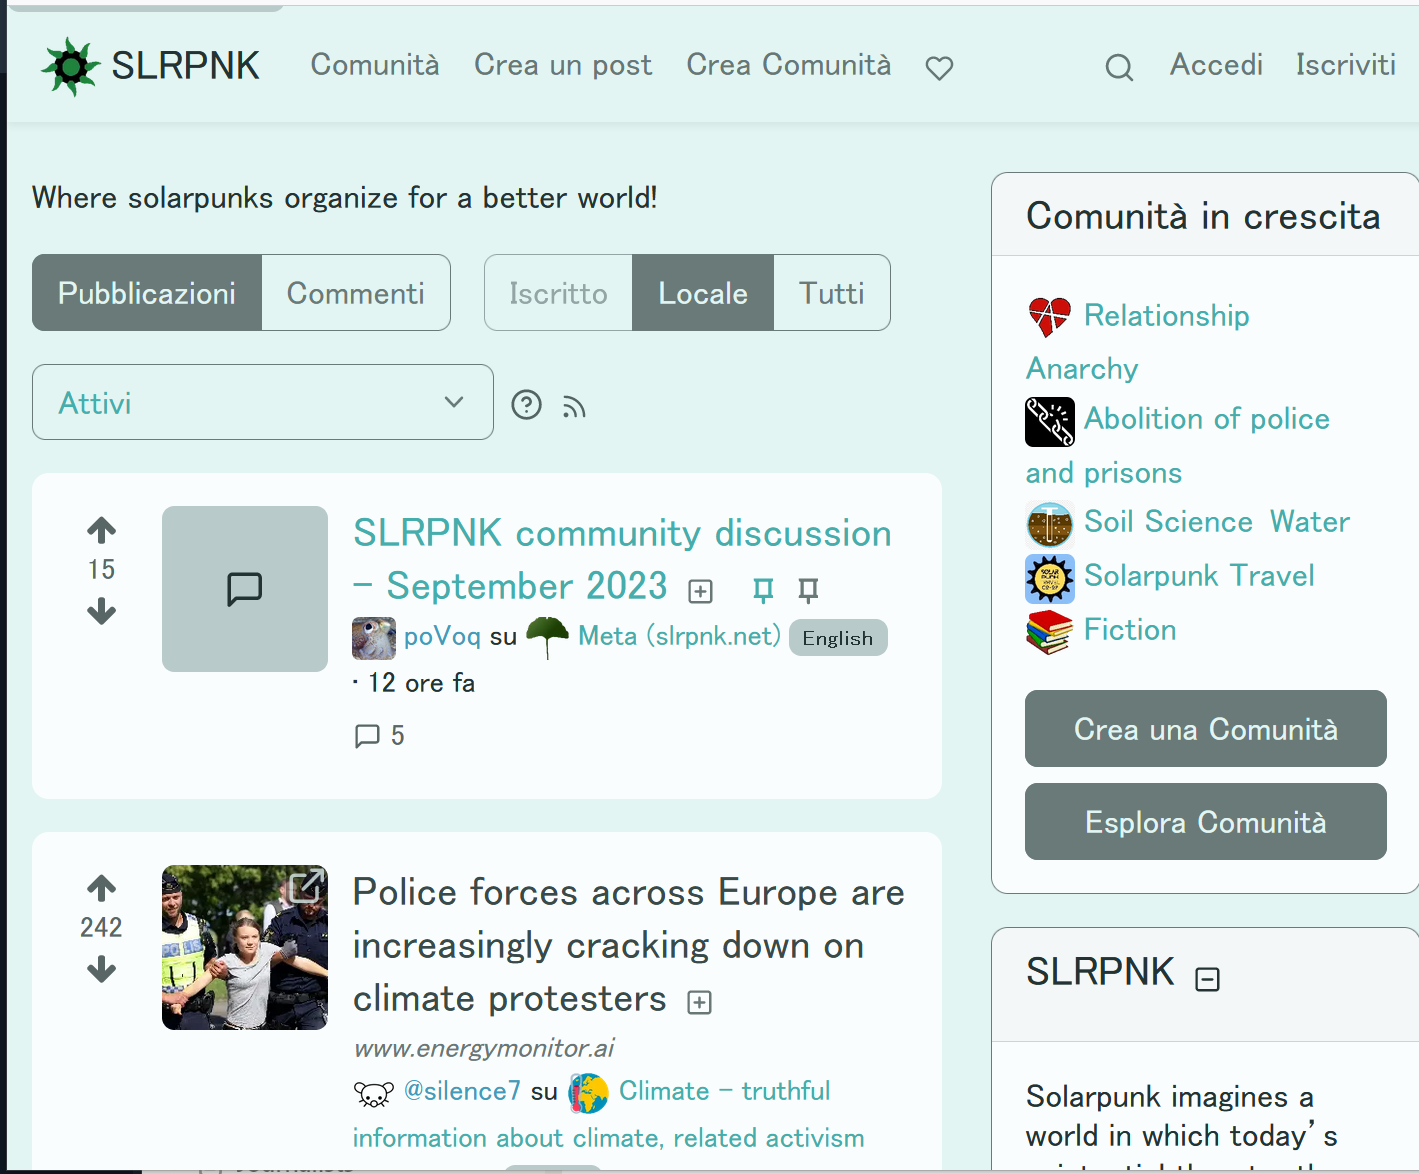 SLRPNK Comunità Crea un post Crea Comunità Accedi Iscriviti
Where solarpunks organize for a better world!
Pubblicazioni Commenti Iscritto Locale Tutti
Attivi
15
SLRPNK community discussion
– September 2023
poVoq su Meta (slrpnk.net) English
· 12 ore fa
5
242
Police forces across Europe are
increasingly cracking down on
climate protesters
www.energymonitor.ai
@silence7 su Climate – truthful
information about climate, related activism
Comunità in crescita
Relationship
Anarchy
Abolition of police
and prisons
Soil Science Water
Solarpunk Travel
Fiction
Crea una Comunità
Esplora Comunità
SLRPNK
Solarpunk imagines a
world in which today’s